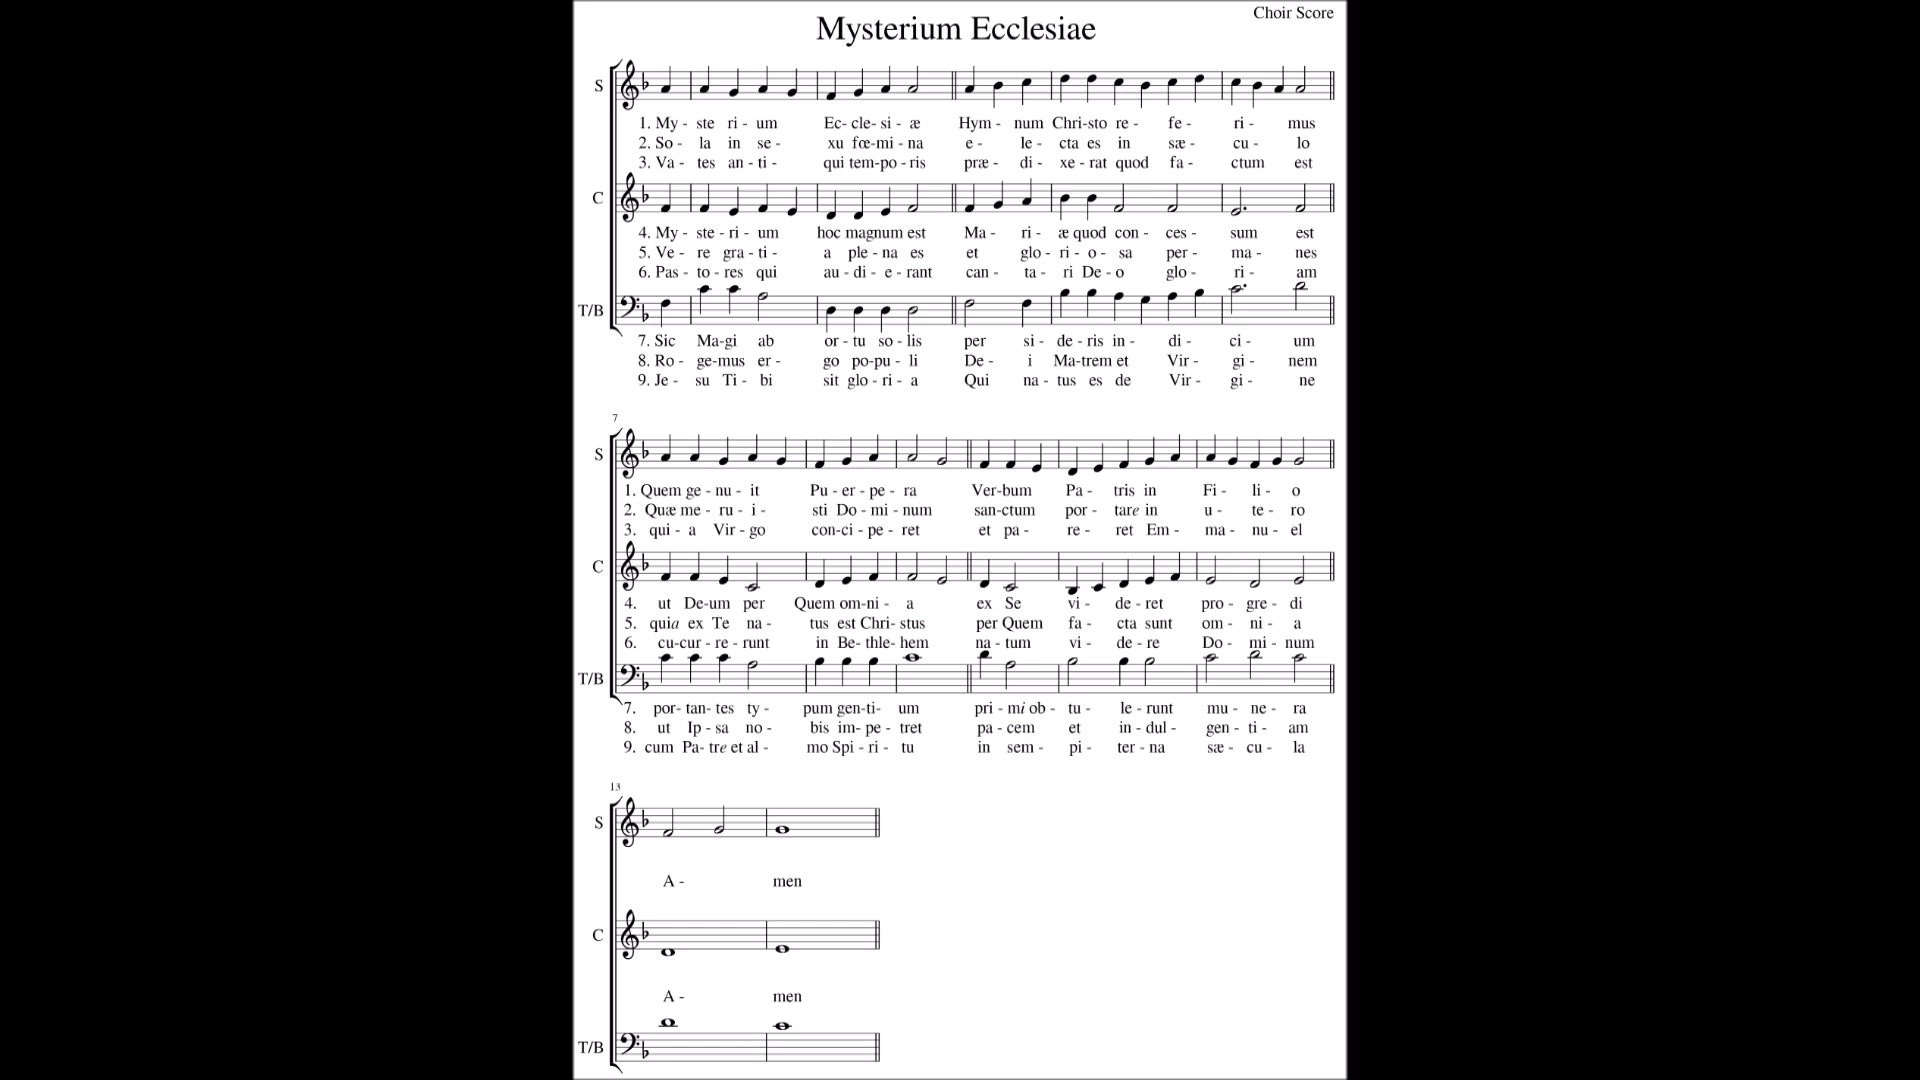 Choir Score
Mysterium Ecclesiae
S
1. My - ste ri - um Ec- cle- si - æ Hym - num Chri-sto re - fe - ri - mus
2. So - la in se - xu fœ-mi - na e - le - cta es in sæ - cu - lo
3. Va - tes an - ti - qui tem-po - ris præ - di - xe - rat quod fa - ctum est
C
4. My - ste - ri - um hoc magnum est Ma - ri - æ quod con - ces - sum est
5. Ve - re gra - ti - a ple - na es et glo - ri - o - sa per - ma - nes
6. Pas - to - res qui au - di - e - rant can - ta - ri De - o glo - ri - am
T/B
7. Sic Ma-gi ab or - tu so - lis per si - de - ris in - di - ci - um
8. Ro - ge-mus er - go po-pu - li De - i Ma-trem et Vir - gi - nem
9. Je - su Ti - bi sit glo - ri - a Qui na - tus es de Vir - gi - ne
7
S
1. Quem ge - nu - it Pu - er - pe - ra Ver-bum Pa - tris in Fi - li - o
2. Quæ me - ru - i - sti Do - mi - num san-ctum por - tare in u - te - ro
3. qui - a Vir - go con-ci - pe - ret et pa - re - ret Em - ma - nu - el
C
4. ut De-um per Quem om-ni - a ex Se vi - de - ret pro - gre - di
5. quia ex Te na - tus est Chri- stus per Quem fa - cta sunt om - ni - a
6. cu-cur - re - runt in Be- thle- hem na - tum vi - de - re Do - mi - num
T/B
7. por- tan- tes ty - pum gen-ti- um pri - mi ob - tu - le - runt mu - ne - ra
8. ut Ip - sa no - bis im- pe - tret pa - cem et in - dul - gen - ti - am
9. cum Pa- tre et al - mo Spi - ri - tu in sem - pi - ter - na sæ - cu - la
13
S
A - men
C
A - men
T/B